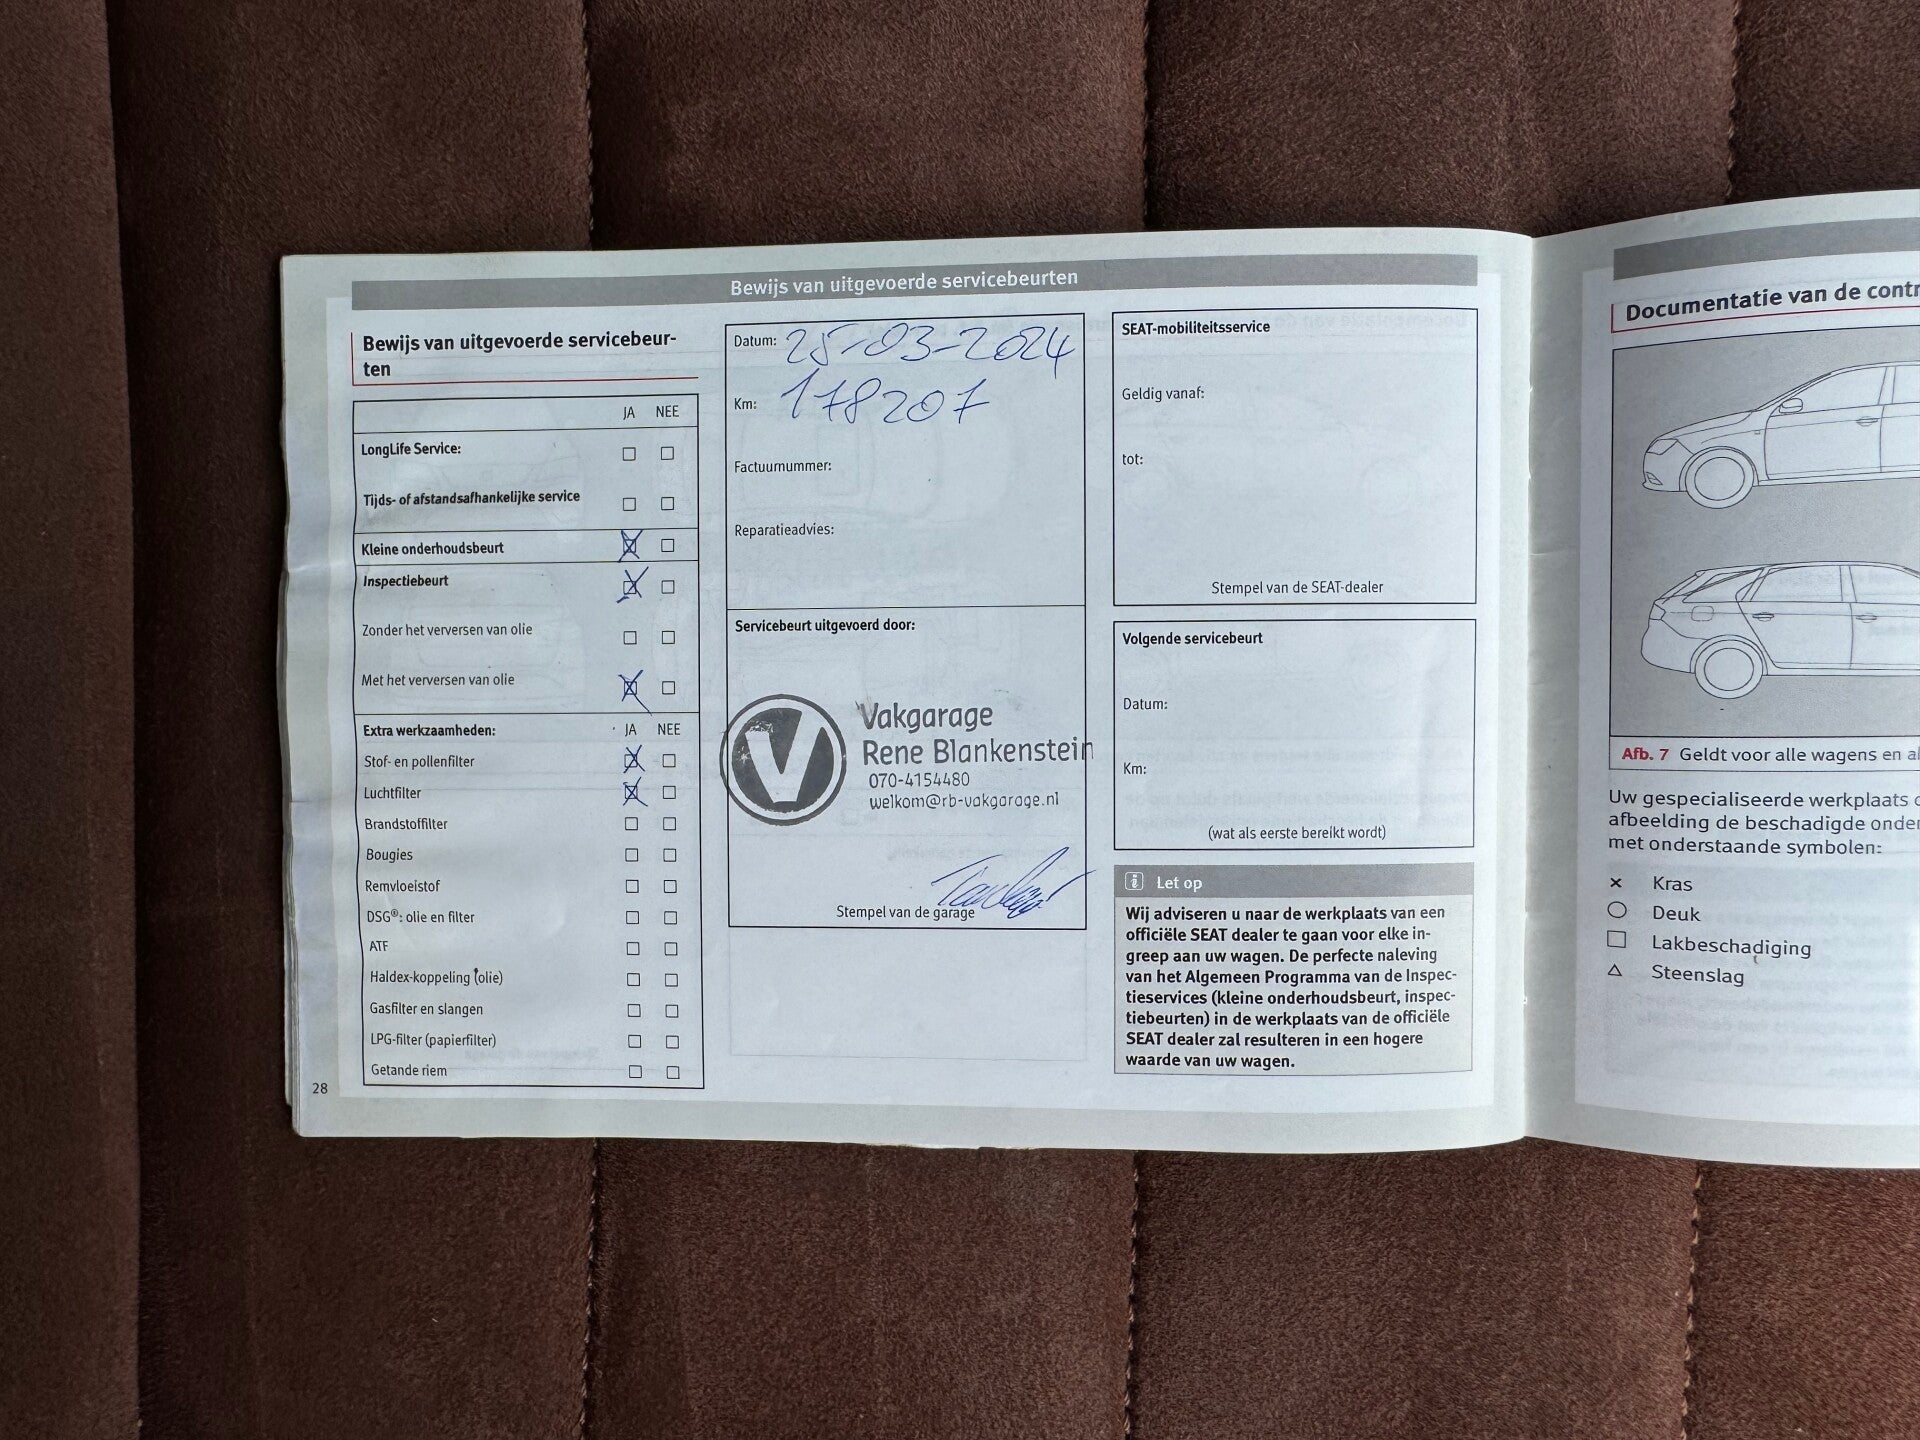 Bewijs van uitgevoerde servicebeurten
Bewijs van uitgevoerde servicebeur-
ten
JA NEE
LongLife Service:
Tijds- of afstandsafhankelijke service
Kleine onderhoudsbeurt
Inspectiebeurt
Zonder het verversen van olie
Met het verversen van olie
Extra werkzaamheden: JA NEE
Stof- en pollenfilter
Luchtfilter
Brandstoffilter
Bougies
Remvloeistof
DSG®: olie en filter
ATF
Haldex-koppeling (olie)
Gasfilter en slangen
LPG-filter (papierfilter)
Getande riem
28
Datum: 25-03-2024
Km: 178207
Factuurnummer:
Reparatieadvies:
Servicebeurt uitgevoerd door:
Vakgarage
Rene Blankenstein
070-4154480
welkom@rb-vakgarage.nl
Stempel van de garage
SEAT-mobiliteitsservice
Geldig vanaf:
tot:
Stempel van de SEAT-dealer
Volgende servicebeurt
Datum:
Km:
(wat als eerste bereikt wordt)
i Let op
Wij adviseren u naar de werkplaats van een
officiële SEAT dealer te gaan voor elke in-
greep aan uw wagen. De perfecte naleving
van het Algemeen Programma van de Inspec-
tieservices (kleine onderhoudsbeurt, inspec-
tiebeurten) in de werkplaats van de officiële
SEAT dealer zal resulteren in een hogere
waarde van uw wagen.
Documentatie van de contr
Afb. 7 Geldt voor alle wagens en al
Uw gespecialiseerde werkplaats
afbeelding de beschadigde onder
met onderstaande symbolen:
Kras
Deuk
Lakbeschadiging
Steenslag